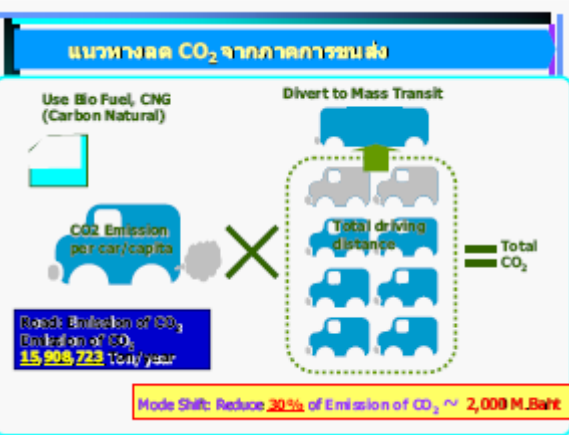 แนวทางลด CO2 จากภาคการขนส่ง
Use Bio Fuel, CNG
(Carbon Natural)
Divert to Mass Transit
CO2 Emission
per car/capita
Total driving
distance
Total
CO2
Road: Emission of CO2
Emission of CO2
15,908,723 Ton/year
Mode Shift: Reduce 30% of Emission of CO2 ~ 2,000 M.Baht